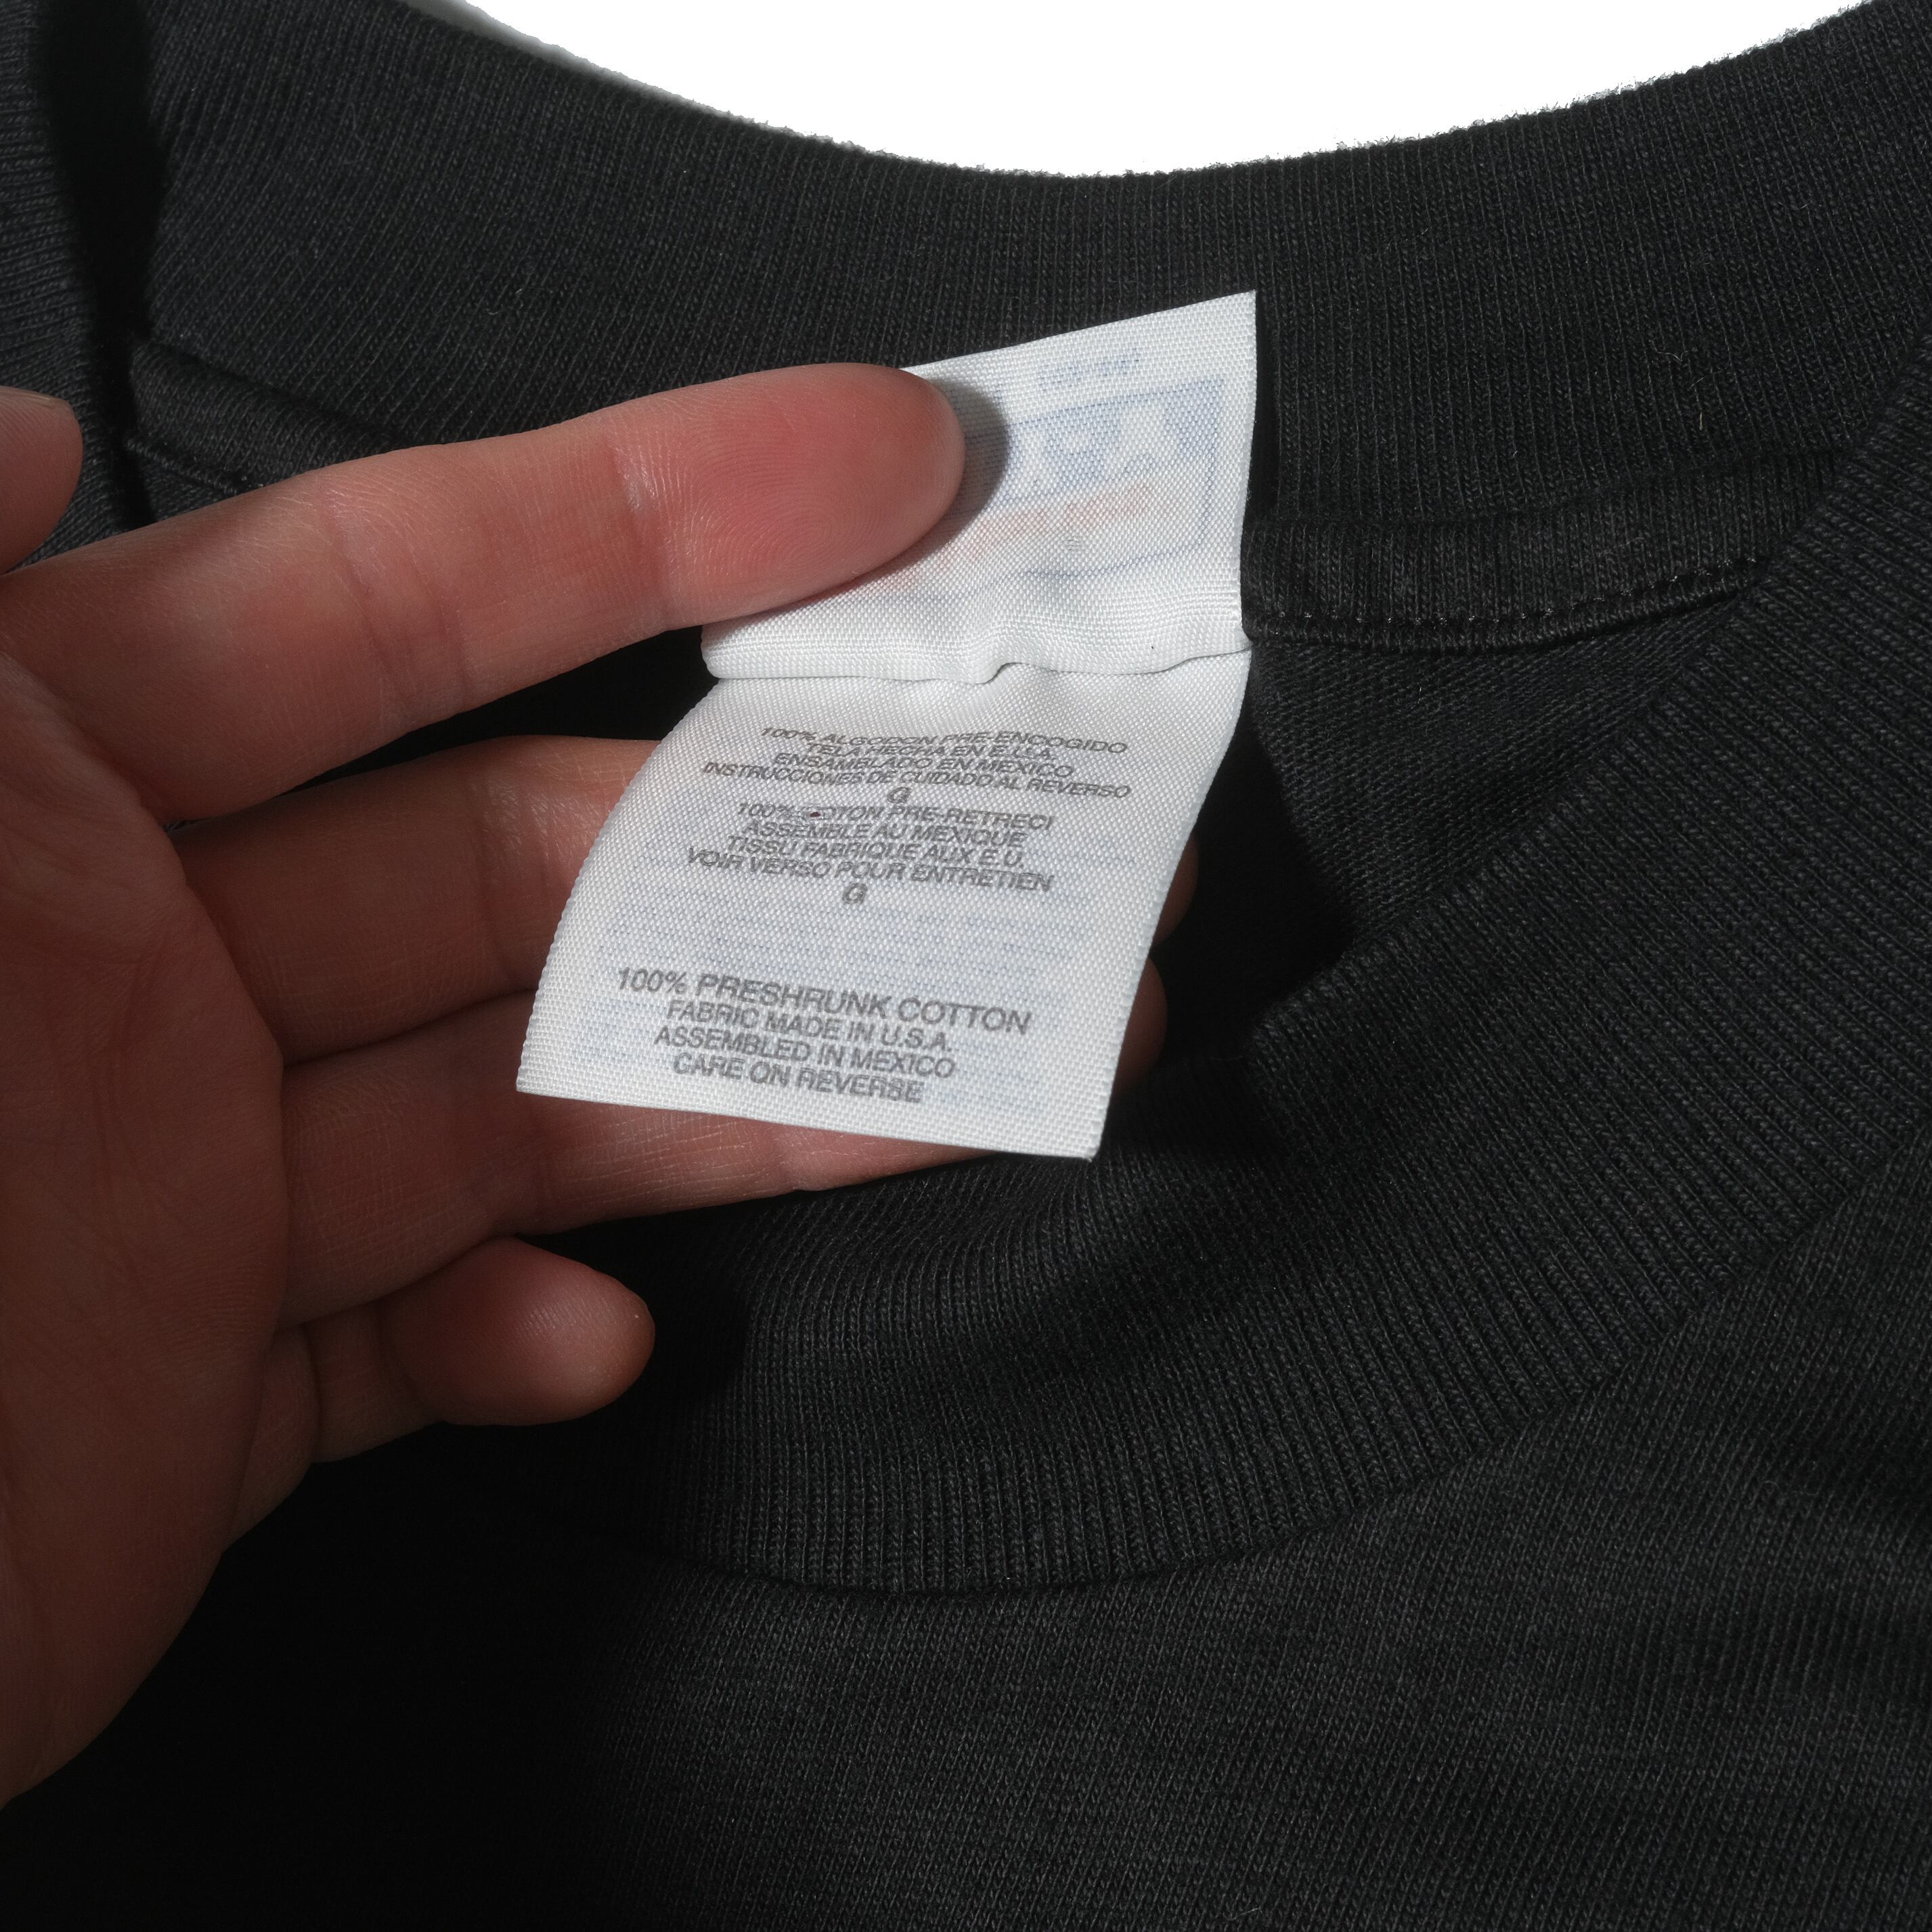 100% ALGODON PRE-ENCOGIDO
TELA HECHA EN E.U.A.
ENSAMBLADO EN MEXICO
INSTRUCCIONES DE CUIDADO AL REVERSO
G
100% COTON PRE-RETRECI
ASSEMBLE AU MEXIQUE
TISSU FABRIQUE AUX E.U.
VOIR VERSO POUR ENTRETIEN
G
100% PRESHRUNK COTTON
FABRIC MADE IN U.S.A.
ASSEMBLED IN MEXICO
CARE ON REVERSE